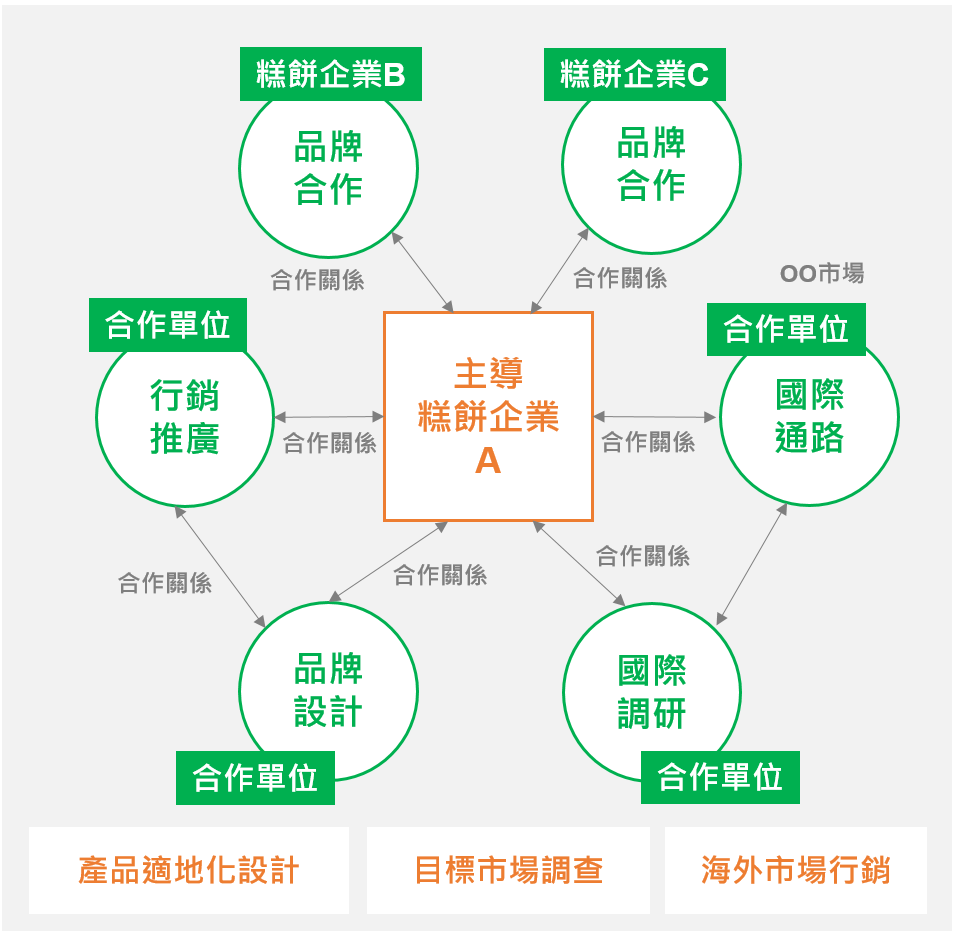 糕餅企業B
品牌
合作
糕餅企業C
品牌
合作
合作關係
合作關係
OO市場
合作單位
行銷
推廣
主導
糕餅企業
A
合作單位
國際
通路
合作關係
合作關係
合作關係
合作關係
合作關係
品牌
設計
合作單位
國際
調研
合作單位
產品適地化設計
目標市場調查
海外市場行銷